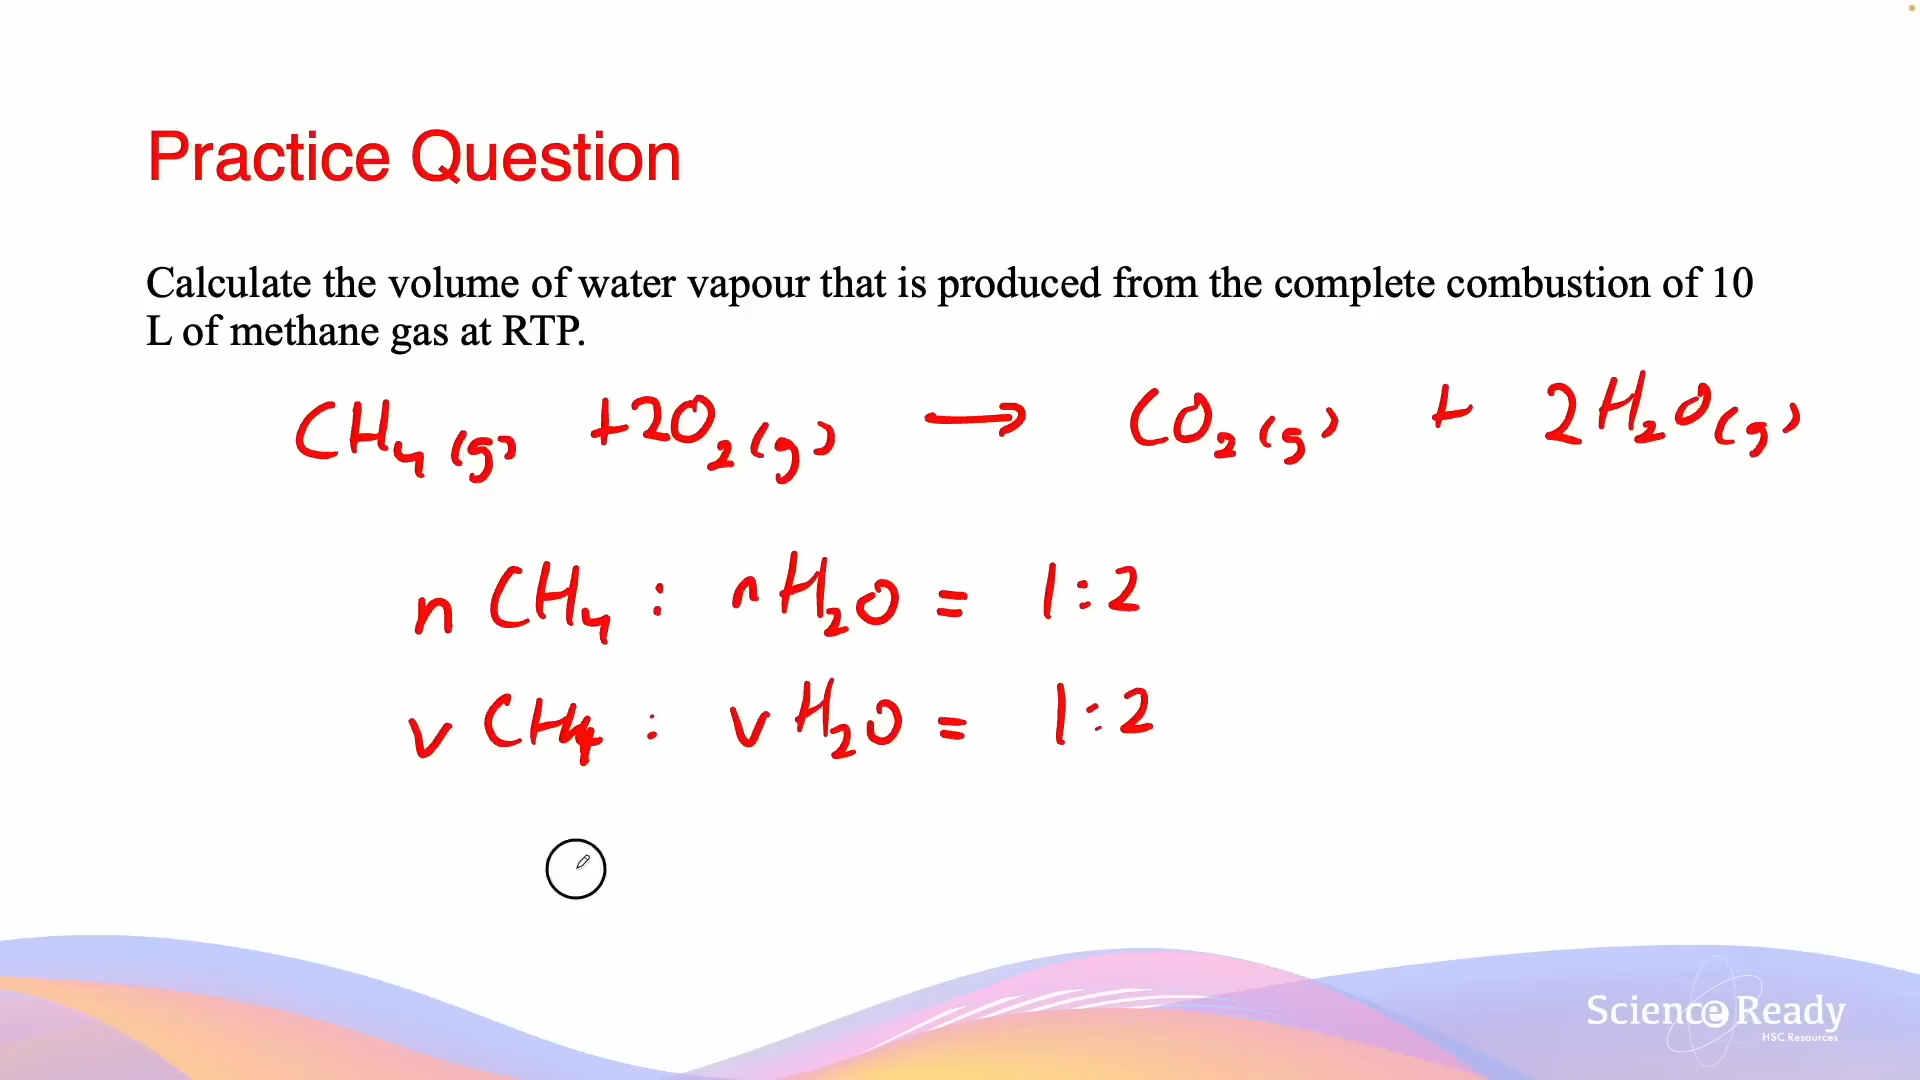 Practice Question
Calculate the volume of water vapour that is produced from the complete combustion of 10
L of methane gas at RTP.
CH₄(g) +2O₂(g) → CO₂(g) + 2H₂O(g)
n CH₄ : n H₂O = 1:2
v CH₄ : v H₂O = 1:2
Science Ready
HSC Resources